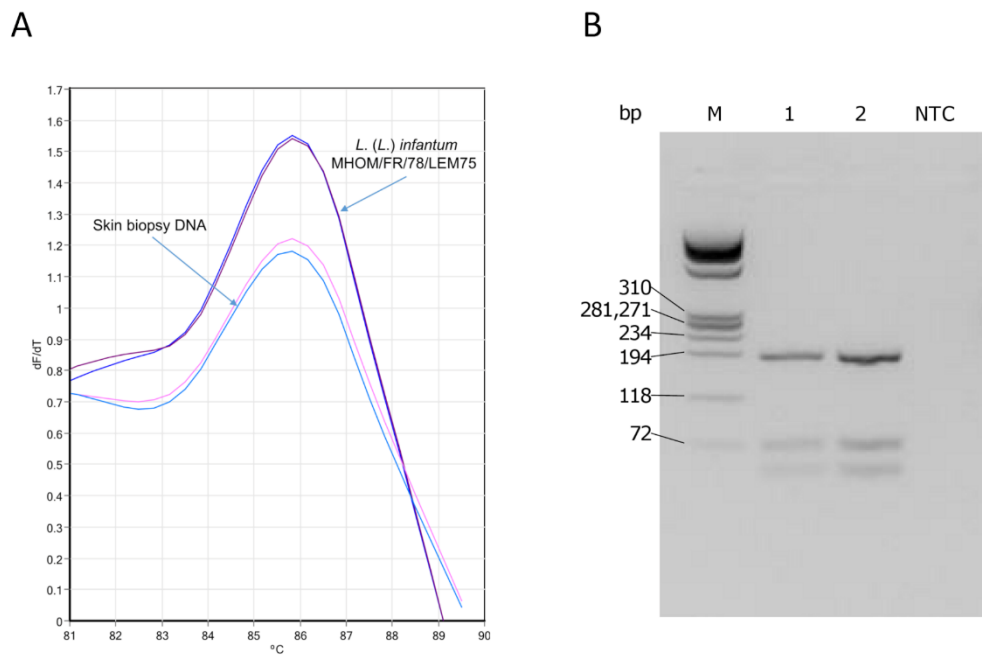 A
1.7
1.6
1.5
1.4
1.3
1.2
1.1
1
0.9
0.8
0.7
0.6
0.5
0.4
0.3
0.2
0.1
0
dF/dT
81 82 83 84 85 86 87 88 89 90
°C
L. (L.) infantum
MHOM/FR/78/LEM75
Skin biopsy DNA
B
bp M 1 2 NTC
310
281,271
234
194
118
72